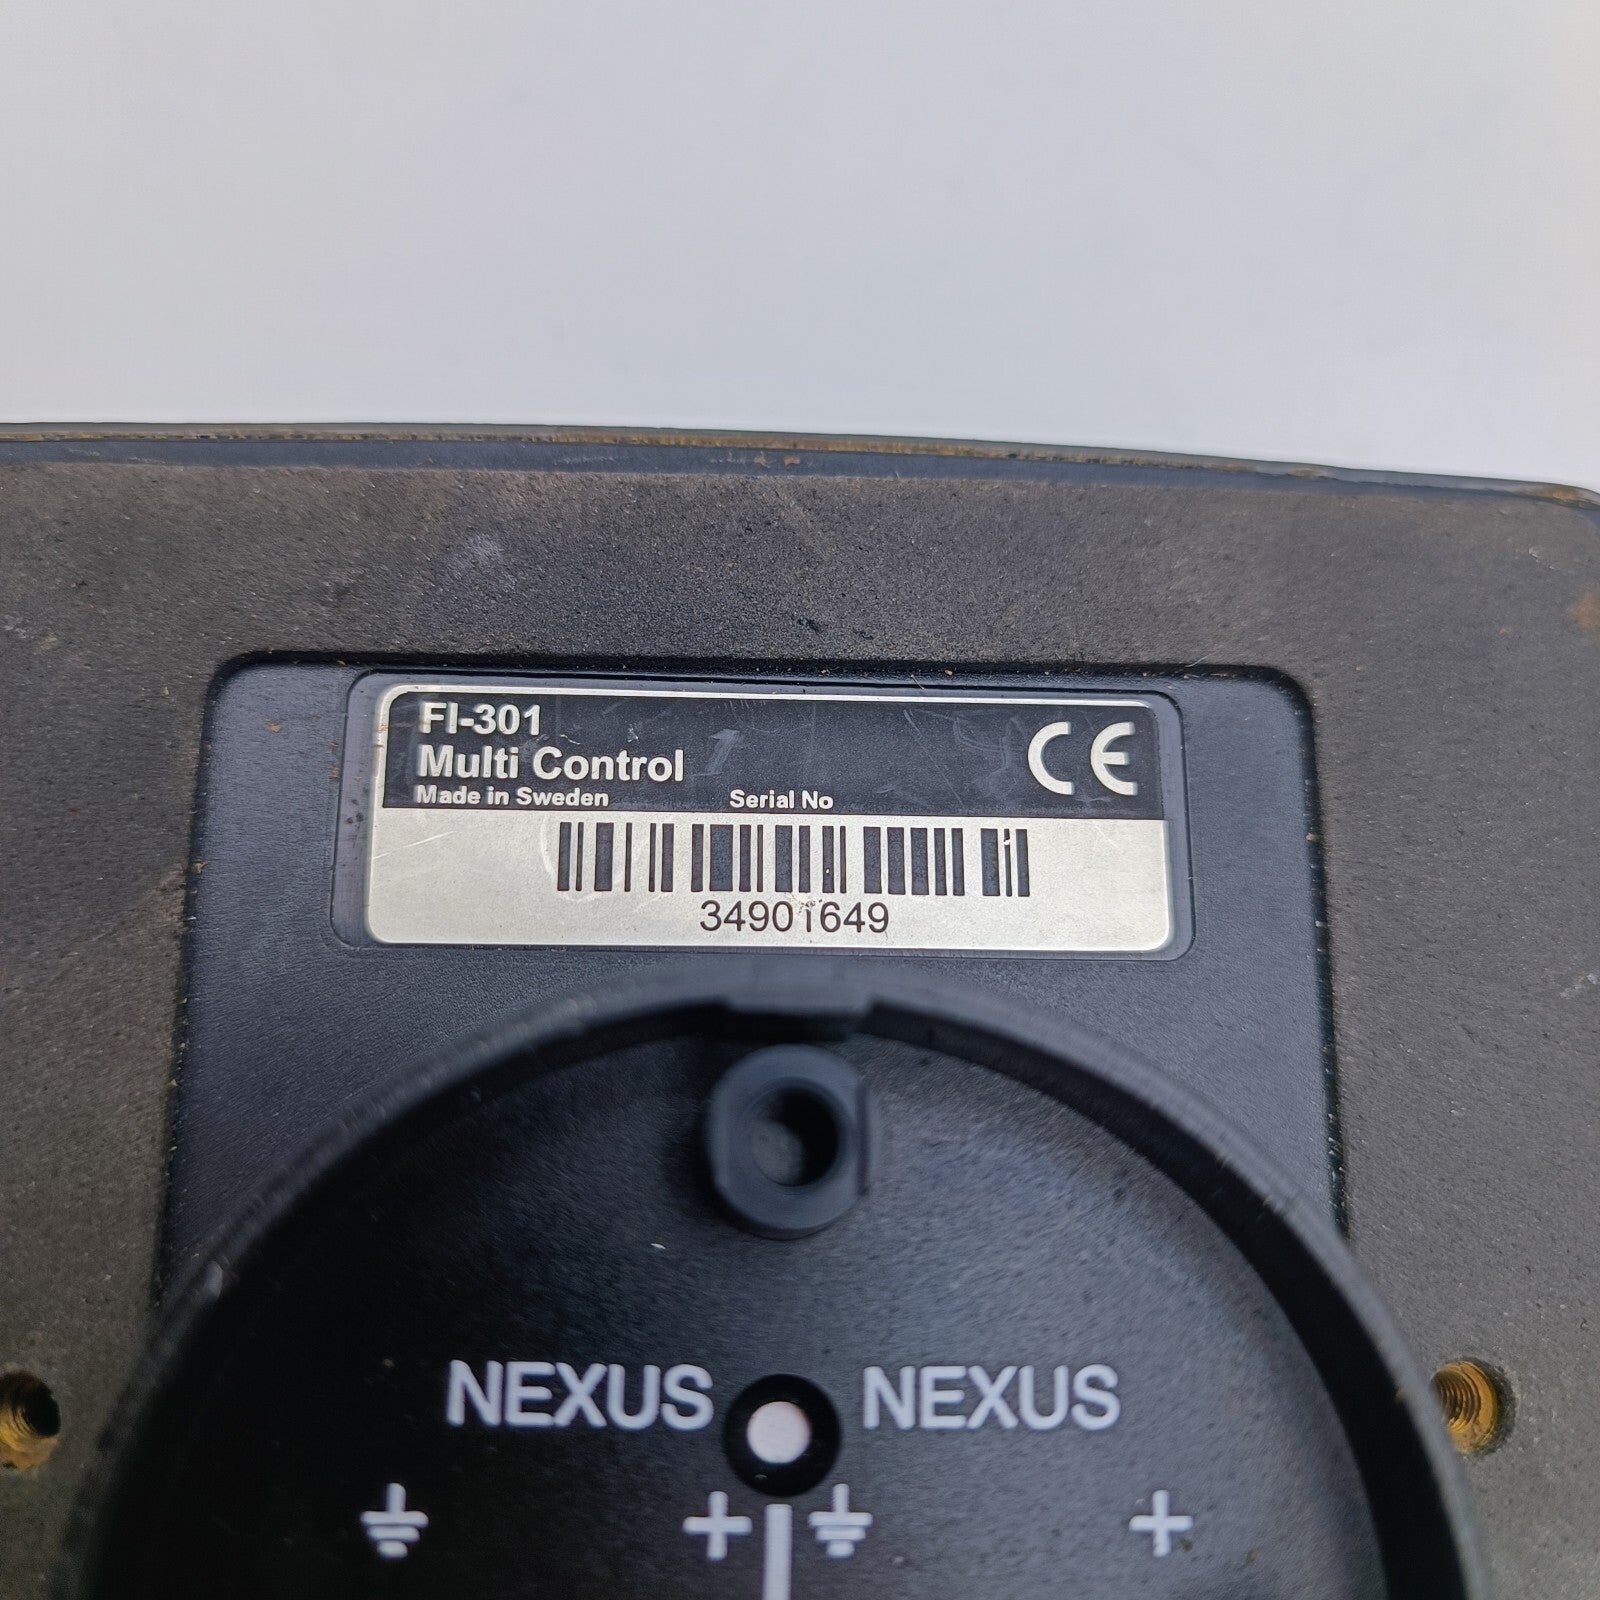 FI-301
Multi Control
Made in Sweden Serial No
CE
34901649
NEXUS NEXUS
+ +